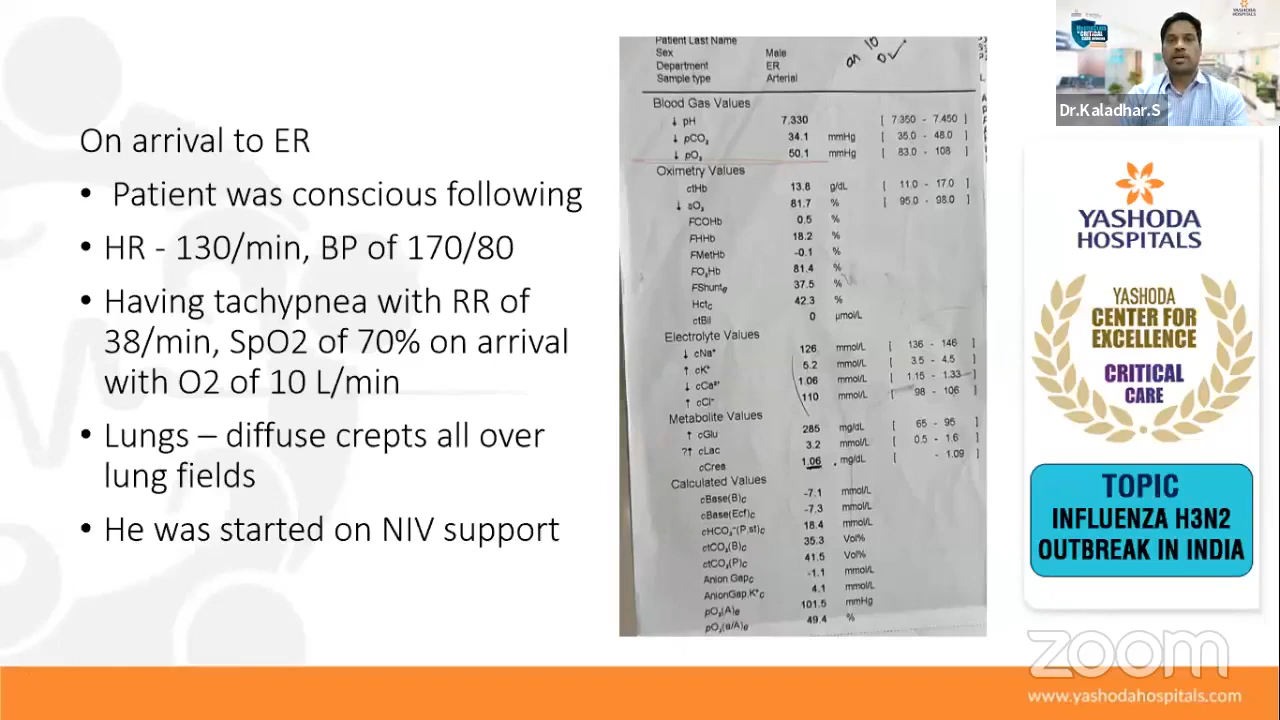 On arrival to ER
• Patient was conscious following
• HR - 130/min, BP of 170/80
• Having tachypnea with RR of
38/min, SpO2 of 70% on arrival
with O2 of 10 L/min
• Lungs – diffuse crepts all over
lung fields
• He was started on NIV support
Patient Last Name
Sex Male
Department ER
Sample type Arterial
on 10
Blood Gas Values
↓ pH 7.330 [ 7.350 - 7.450 ]
↓ pCO₂ 34.1 mmHg [ 35.0 - 48.0 ]
↓ pO₂ 50.1 mmHg [ 83.0 - 108 ]
Oximetry Values
ctHb 13.8 g/dL [ 11.0 - 17.0 ]
↓ sO₂ 81.7 % [ 95.0 - 98.0 ]
FCOHb 0.5 %
FHHb 18.2 %
FMetHb -0.1 %
FO₂Hb 81.4 %
FShuntₑ 37.5 %
Hctc 42.3 %
ctBil 0 µmol/L
Electrolyte Values
↓ cNa⁺ 126 mmol/L [ 136 - 146 ]
↑ cK⁺ 5.2 mmol/L [ 3.5 - 4.5 ]
↓ cCa²⁺ 1.06 mmol/L [ 1.15 - 1.33 ]
↑ cCl⁻ 110 mmol/L [ 98 - 106 ]
Metabolite Values
↑ cGlu 285 mg/dL [ 65 - 95 ]
?↑ cLac 3.2 mmol/L [ 0.5 - 1.6 ]
cCrea 1.06 mg/dL [ - 1.09 ]
Calculated Values
cBase(B)c -7.1 mmol/L
cBase(Ecf)c -7.3 mmol/L
cHCO₃⁻(P,st)c 18.4 mmol/L
ctCO₂(B)c 35.3 Vol%
ctCO₂(P)c 41.5 Vol%
Anion Gapc -1.1 mmol/L
AnionGap,K⁺c 4.1 mmol/L
pO₂(A)ₑ 101.5 mmHg
pO₂(a/A)ₑ 49.4 %
YASHODA
HOSPITALS
CRITICAL
Dr.Kaladhar.S
YASHODA
HOSPITALS
YASHODA
CENTER FOR
EXCELLENCE
CRITICAL
CARE
TOPIC
INFLUENZA H3N2
OUTBREAK IN INDIA
zoom
www.yashodahospitals.com